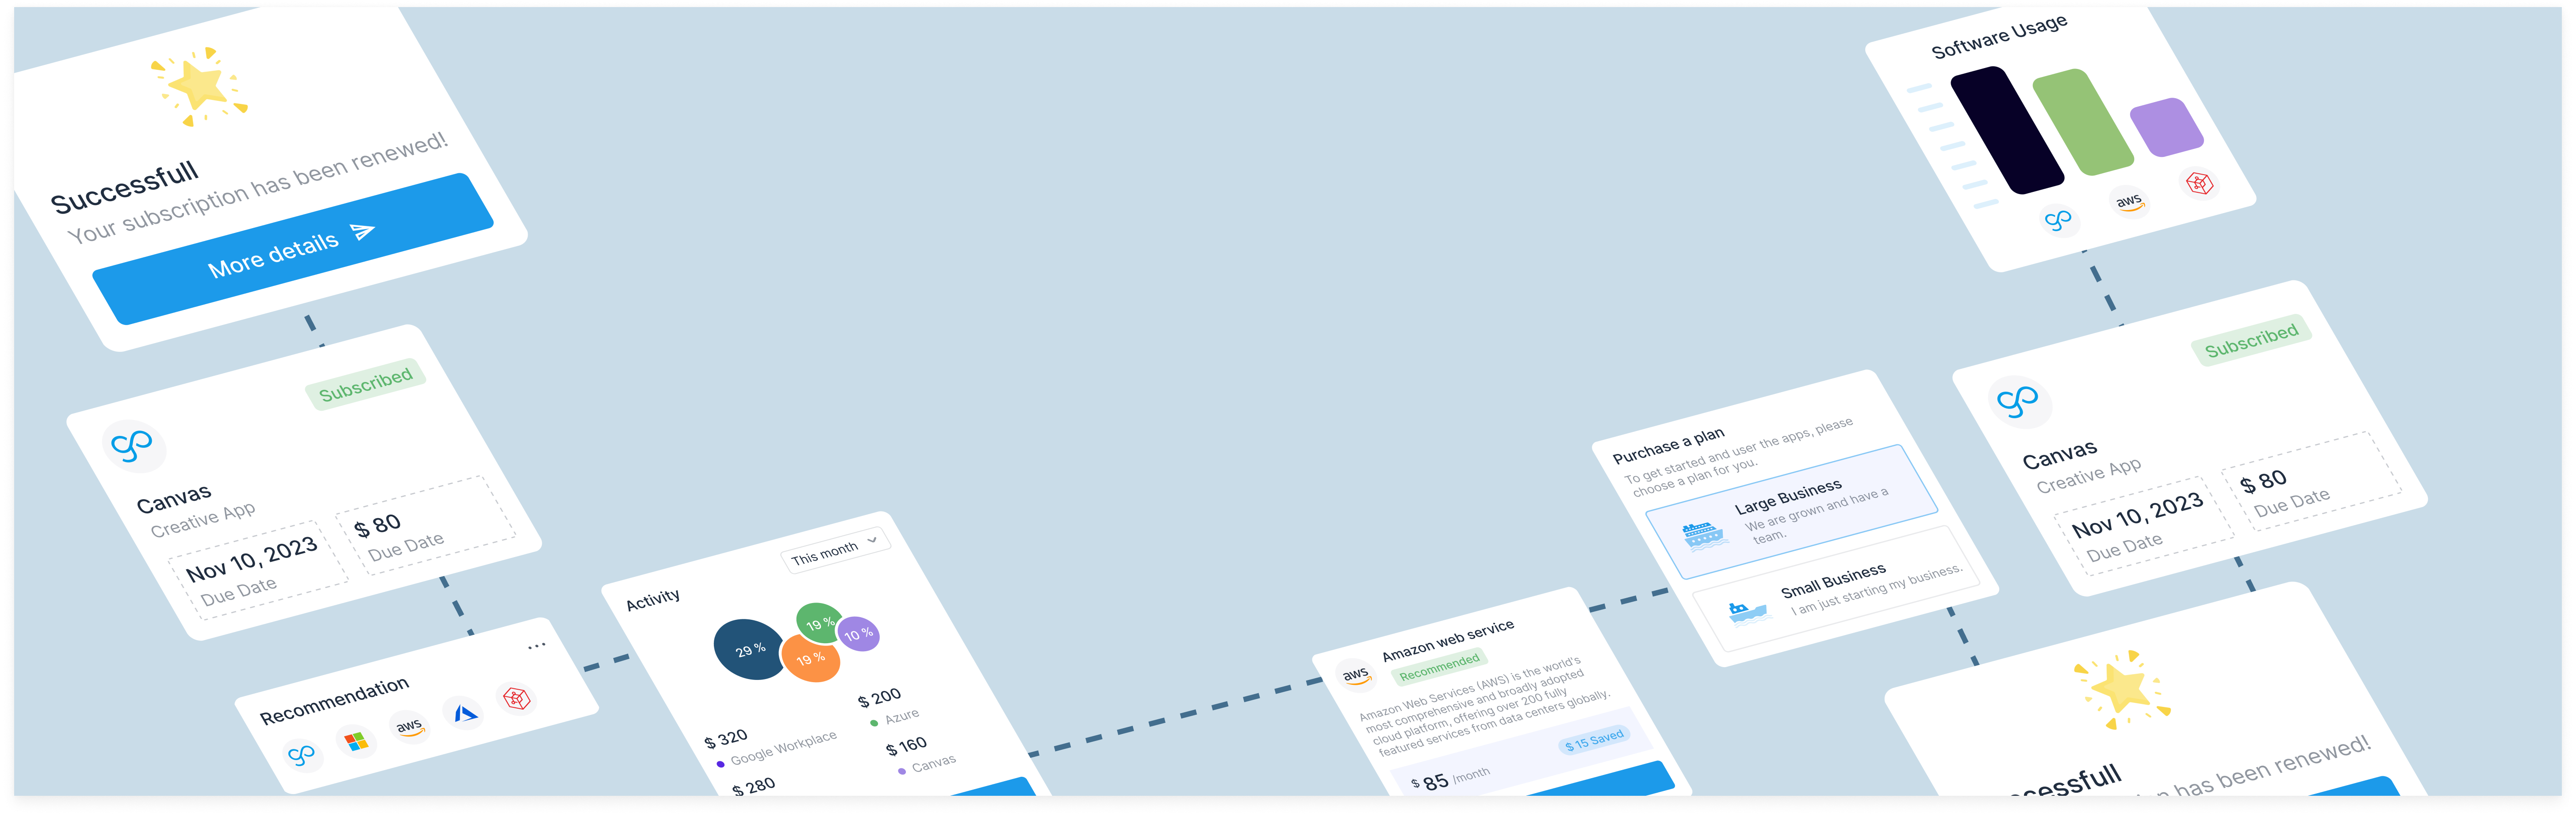 Successfull
Your subscription has been renewed!
More details
Subscribed
Canvas
Creative App
Nov 10, 2023
Due Date
$ 80
Due Date
Recommendation
aws
Activity
This month
29 %
19 %
19 %
10 %
$ 320
Google Workplace
$ 200
Azure
$ 280
$ 160
Canvas
aws
Amazon web service
Recommended
Amazon Web Services (AWS) is the world's
most comprehensive and broadly adopted
cloud platform, offering over 200 fully
featured services from data centers globally.
$ 85 /month
$ 15 Saved
Purchase a plan
To get started and user the apps, please
choose a plan for you.
Large Business
We are grown and have a
team.
Small Business
I am just starting my business.
Software Usage
aws
Subscribed
Canvas
Creative App
Nov 10, 2023
Due Date
$ 80
Due Date
ccessfull
n has been renewed!